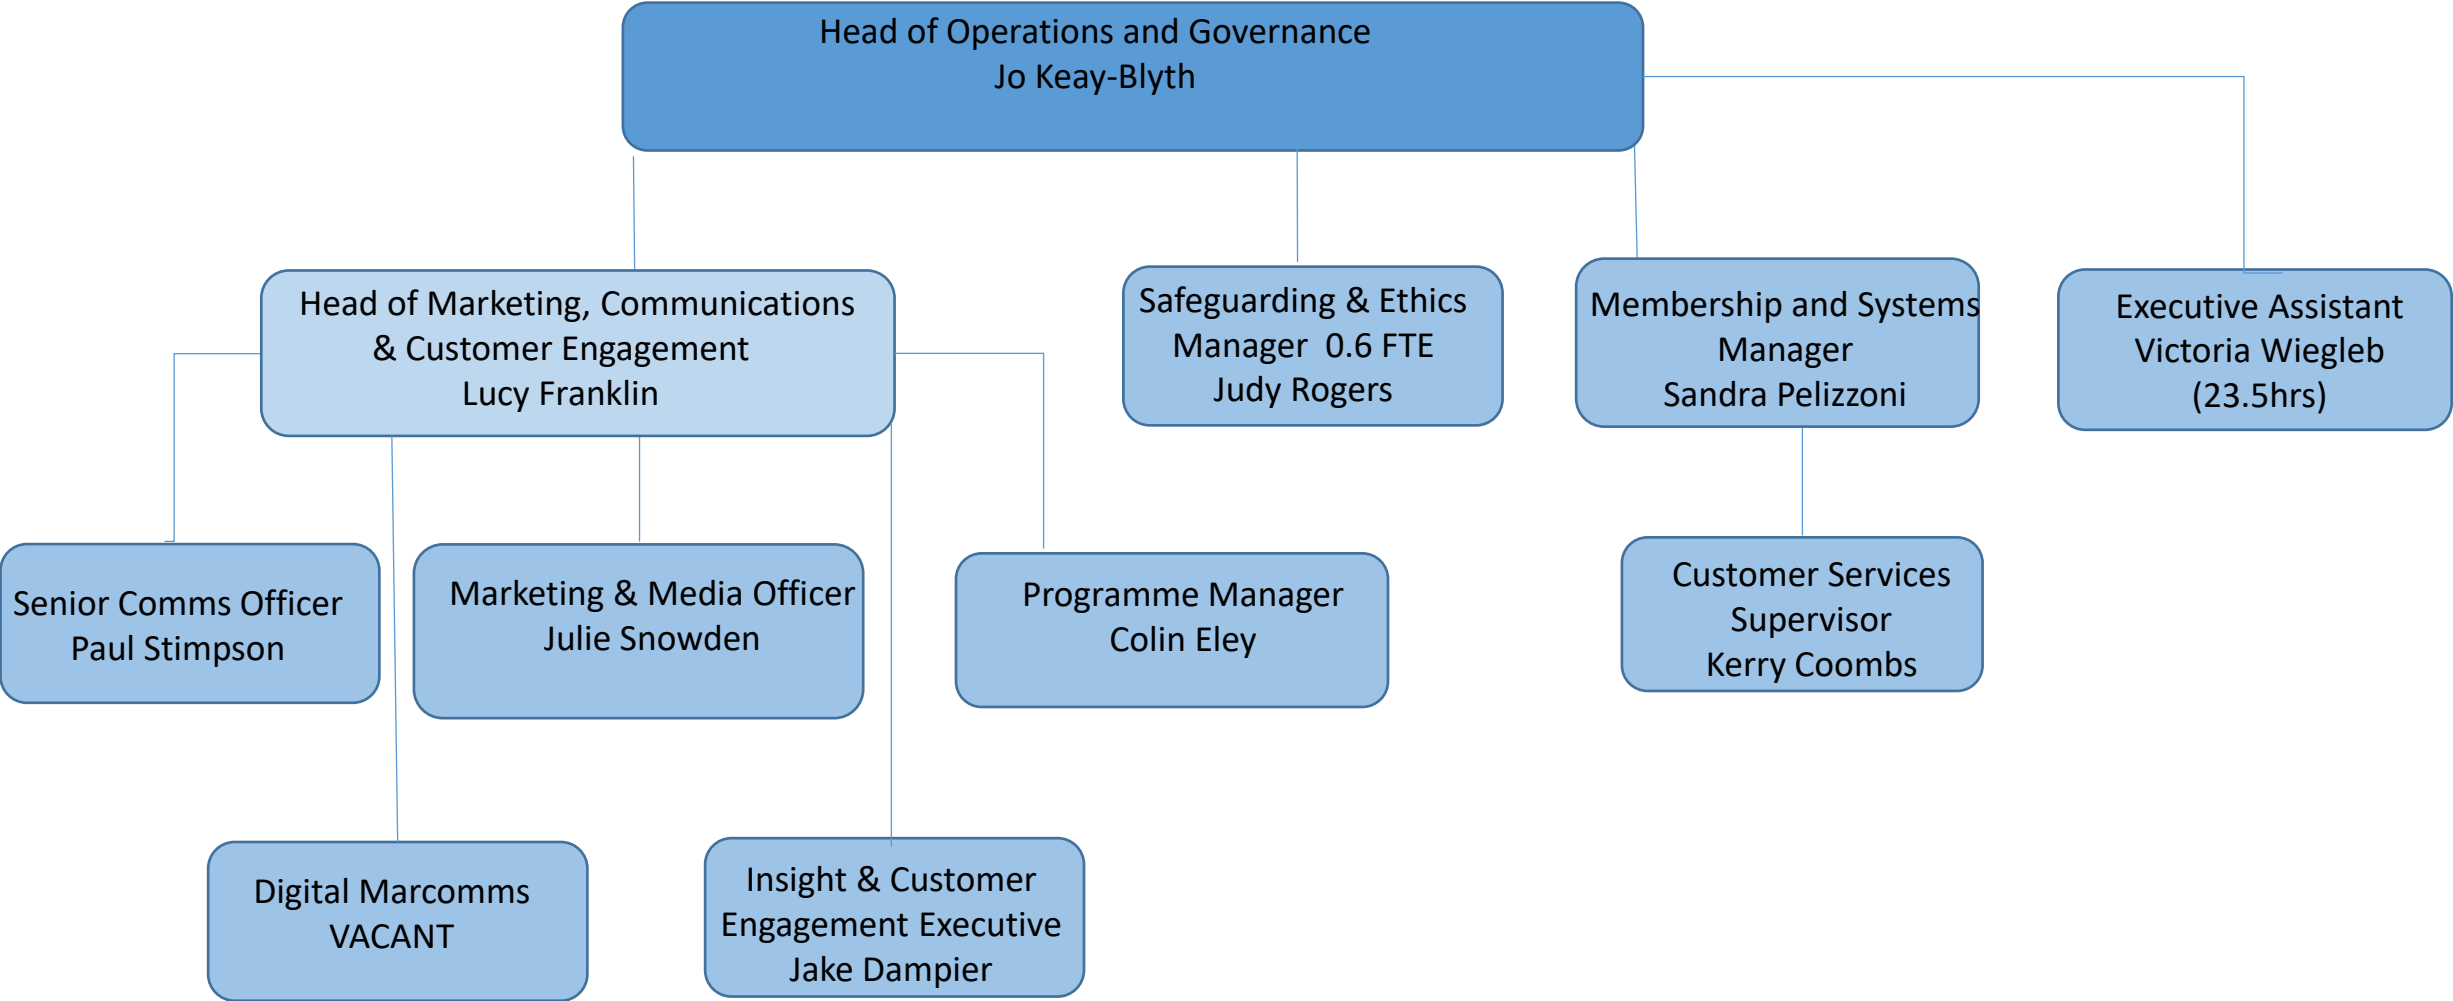 Head of Operations and Governance
Jo Keay-Blyth
Head of Marketing, Communications
& Customer Engagement
Lucy Franklin
Safeguarding & Ethics
Manager  0.6 FTE
Judy Rogers
Membership and Systems
Manager
Sandra Pelizzoni
Executive Assistant
Victoria Wiegleb
(23.5hrs)
Senior Comms Officer
Paul Stimpson
Marketing & Media Officer
Julie Snowden
Programme Manager
Colin Eley
Customer Services
Supervisor
Kerry Coombs
Digital Marcomms
VACANT
Insight & Customer
Engagement Executive
Jake Dampier